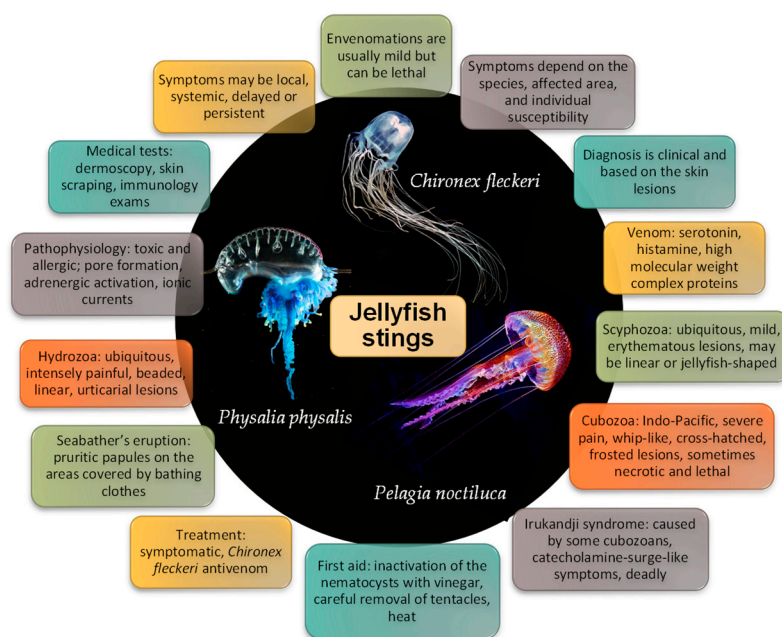 Envenomations are
usually mild but
can be lethal
Symptoms depend on the
species, affected area,
and individual
susceptibility
Diagnosis is clinical and
based on the skin
lesions
Venom: serotonin,
histamine, high
molecular weight
complex proteins
Scyphozoa: ubiquitous, mild,
erythematous lesions, may
be linear or jellyfish-shaped
Cubozoa: Indo-Pacific, severe
pain, whip-like, cross-hatched,
frosted lesions, sometimes
necrotic and lethal
Irukandji syndrome: caused
by some cubozoans,
catecholamine-surge-like
symptoms, deadly
First aid: inactivation of the
nematocysts with vinegar,
careful removal of tentacles,
heat
Treatment:
symptomatic, Chironex
fleckeri antivenom
Seabather's eruption:
pruritic papules on the
areas covered by bathing
clothes
Hydrozoa: ubiquitous,
intensely painful, beaded,
linear, urticarial lesions
Pathophysiology: toxic and
allergic; pore formation,
adrenergic activation, ionic
currents
Medical tests:
dermoscopy, skin
scraping, immunology
exams
Symptoms may be local,
systemic, delayed or
persistent
Chironex fleckeri
Jellyfish
stings
Physalia physalis
Pelagia noctiluca